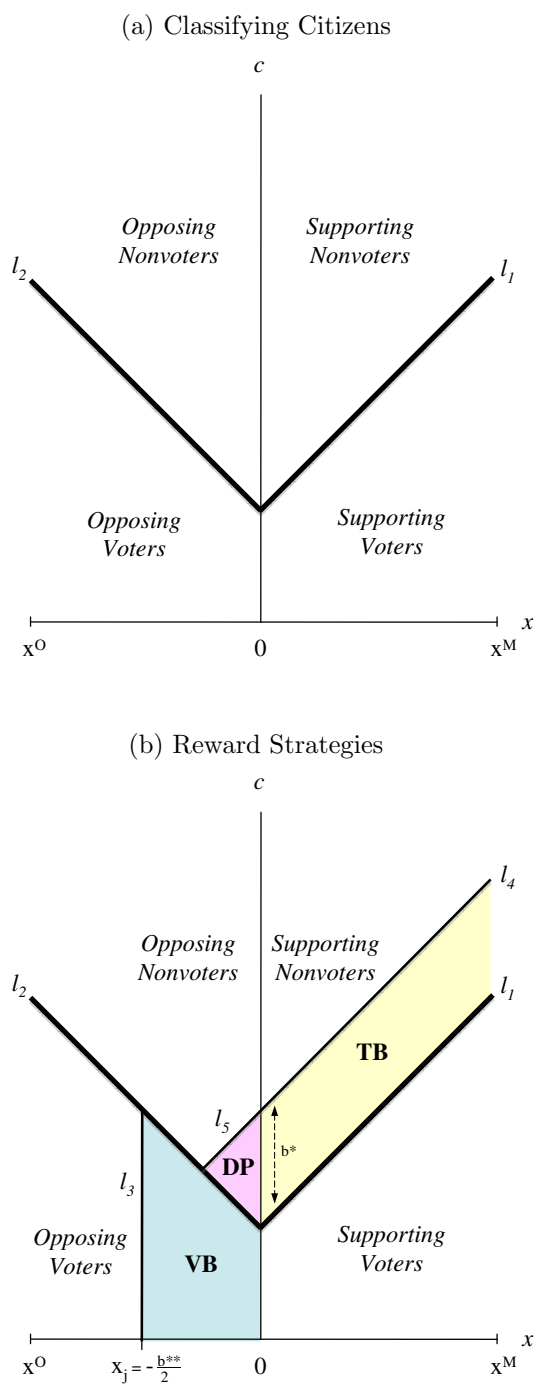 (a) Classifying Citizens
c
Opposing Nonvoters
Supporting Nonvoters
l₂
l₁
Opposing Voters
Supporting Voters
x
xᴼ
0
xᴹ
(b) Reward Strategies
c
l₄
Opposing Nonvoters
Supporting Nonvoters
l₂
l₁
TB
l₅
b*
DP
l₃
Opposing Voters
VB
Supporting Voters
x
xᴼ
xⱼ = - b**/2
0
xᴹ